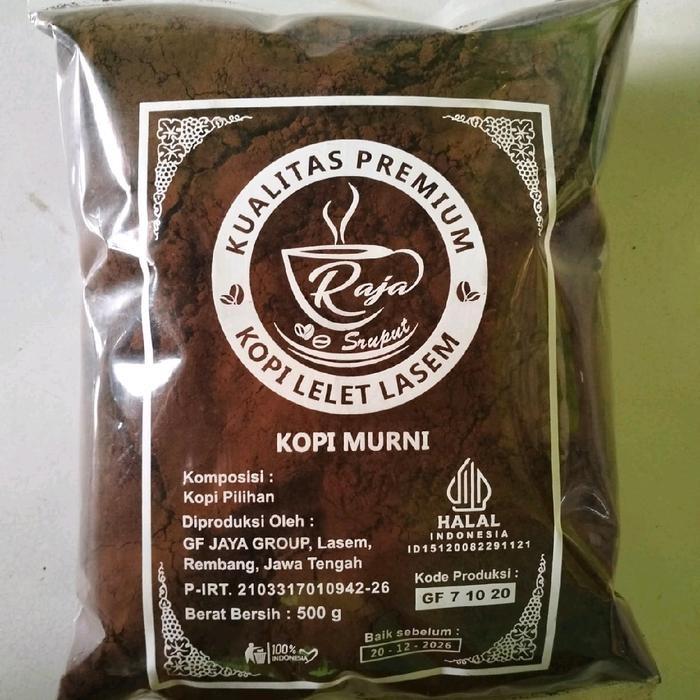 KUALITAS PREMIUM
Raja
Sruput
KOPI LELET LASEM
KOPI MURNI
Komposisi :
Kopi Pilihan
Diproduksi Oleh :
GF JAYA GROUP, Lasem,
Rembang, Jawa Tengah
P-IRT. 2103317010942-26
Berat Bersih : 500 g
HALAL
INDONESIA
ID15120082291121
Kode Produksi :
GF 7 10 20
100%
INDONESIA
Baik sebelum :
20-12-2026